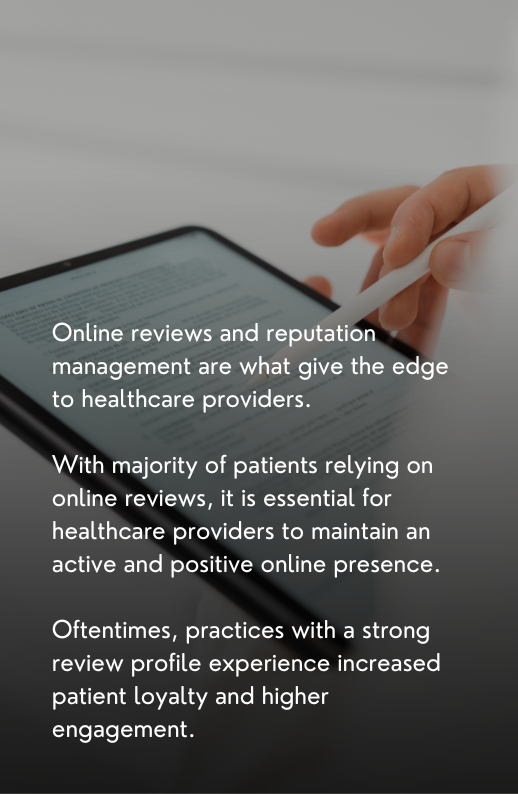 Online reviews and reputation
management are what give the edge
to healthcare providers.
With majority of patients relying on
online reviews, it is essential for
healthcare providers to maintain an
active and positive online presence.
Oftentimes, practices with a strong
review profile experience increased
patient loyalty and higher
engagement.